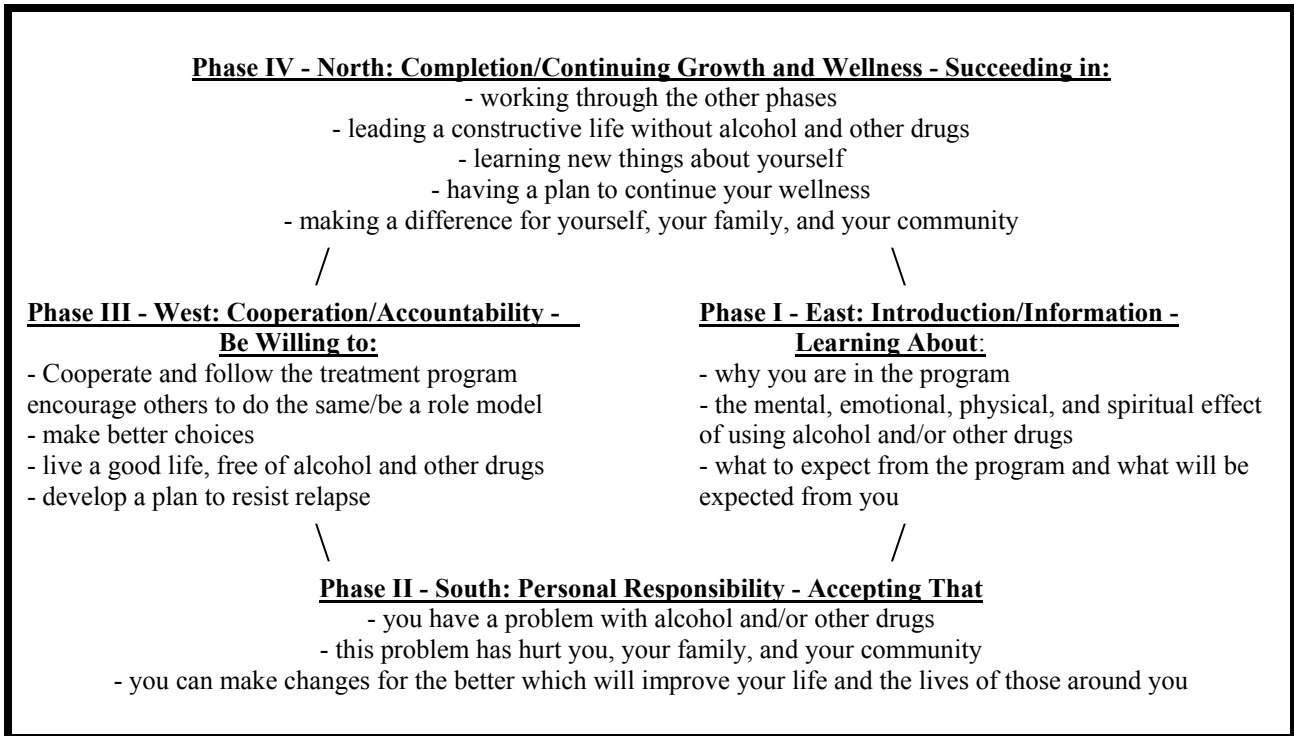 Phase IV - North: Completion/Continuing Growth and Wellness - Succeeding in:
- working through the other phases
- leading a constructive life without alcohol and other drugs
- learning new things about yourself
- having a plan to continue your wellness
- making a difference for yourself, your family, and your community
Phase III - West: Cooperation/Accountability -
Be Willing to:
- Cooperate and follow the treatment program
encourage others to do the same/be a role model
- make better choices
- live a good life, free of alcohol and other drugs
- develop a plan to resist relapse
Phase I - East: Introduction/Information -
Learning About:
- why you are in the program
- the mental, emotional, physical, and spiritual effect
of using alcohol and/or other drugs
- what to expect from the program and what will be
expected from you
Phase II - South: Personal Responsibility - Accepting That
- you have a problem with alcohol and/or other drugs
- this problem has hurt you, your family, and your community
- you can make changes for the better which will improve your life and the lives of those around you